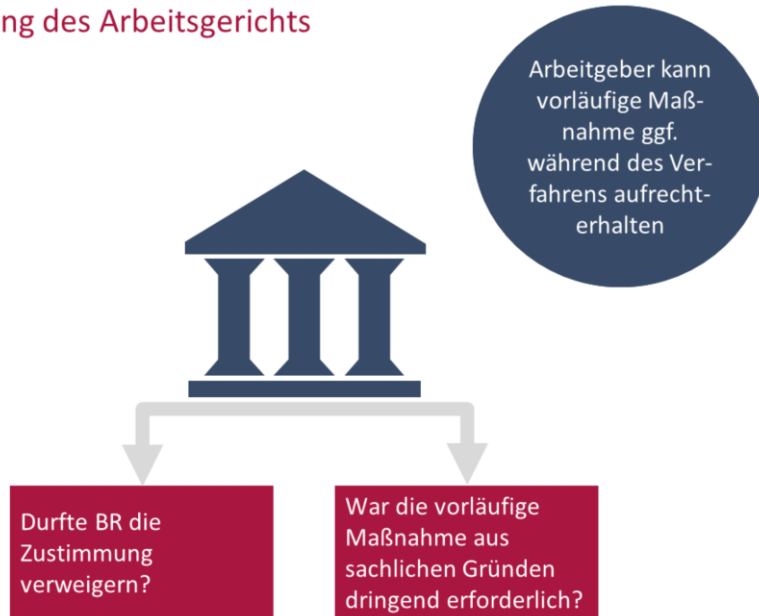 ng des Arbeitsgerichts
Arbeitgeber kann
vorläufige Maß-
nahme ggf.
während des Ver-
fahrens aufrecht-
erhalten
Durfte BR die
Zustimmung
verweigern?
War die vorläufige
Maßnahme aus
sachlichen Gründen
dringend erforderlich?